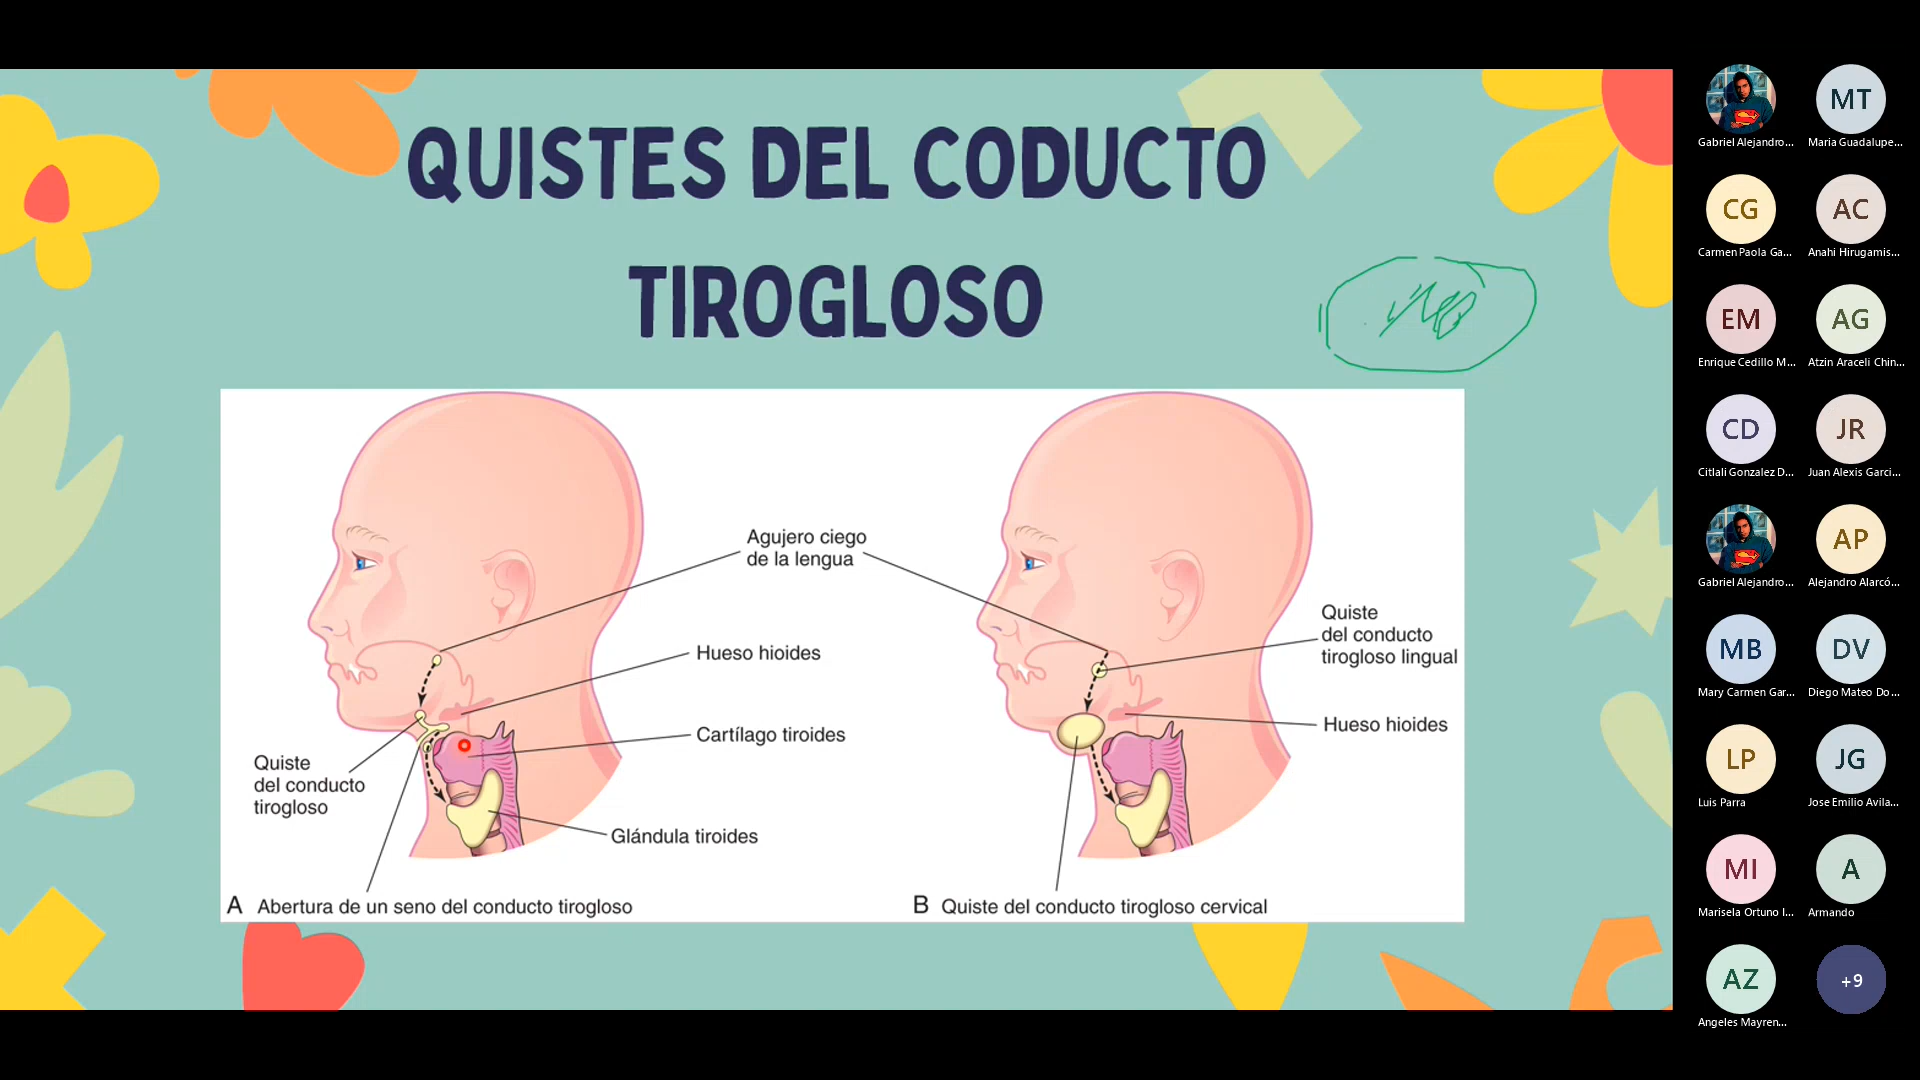 QUISTES DEL CODUCTO
TIROGLOSO
Agujero ciego
de la lengua
Hueso hioides
Cartílago tiroides
Quiste
del conducto
tirogloso
Glándula tiroides
A Abertura de un seno del conducto tirogloso
Quiste
del conducto
tirogloso lingual
Hueso hioides
B Quiste del conducto tirogloso cervical
Gabriel Alejandro...
MT
Maria Guadalupe...
CG
Carmen Paola Ga...
AC
Anahi Hirugamis...
EM
Enrique Cedillo M...
AG
Atzin Araceli Chin...
CD
Citlali Gonzalez D...
JR
Juan Alexis Garci...
Gabriel Alejandro...
AP
Alejandro Alarcó...
MB
Mary Carmen Gar...
DV
Diego Mateo Do...
LP
Luis Parra
JG
Jose Emilio Avila...
MI
Marisela Ortuno I...
A
Armando
AZ
Angeles Mayren...
+9